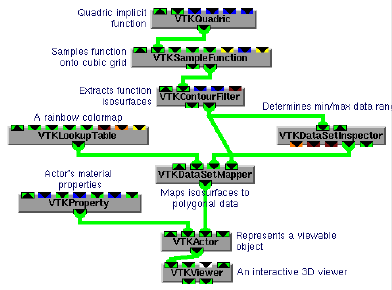 Quadric implicit
function
VTKQuadric
Samples function
onto cubic grid
VTKSampleFunction
Extracts function
isosurfaces
VTKContourFilter
Determines min/max data ran
A rainbow colormap
VTKLookupTable
VTKDataSetInspector
Actor's material
properties
VTKDataSetMapper
Maps isosurfaces to
polygonal data
VTKProperty
VTKActor
Represents a viewable
object
VTKViewer
An interactive 3D viewer